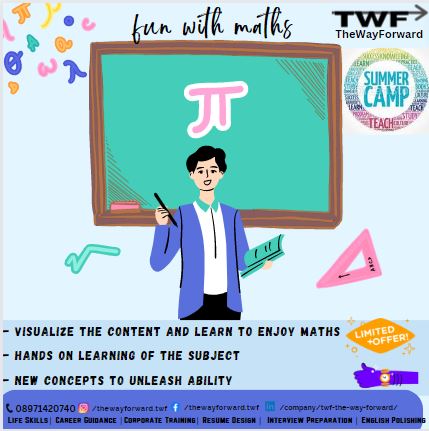 fun with maths
TWF
TheWayForward
SUMMER
CAMP
TEACH
π
√
- VISUALIZE THE CONTENT AND LEARN TO ENJOY MATHS
- HANDS ON LEARNING OF THE SUBJECT
- NEW CONCEPTS TO UNLEASH ABILITY
LIMITED
OFFER!
08971420740 /thewayforward.twf /thewayforward.twf /company/twf-the-way-forward/
LIFE SKILLS| CAREER GUIDANCE |CORPORATE TRAINING| RESUME DESIGN | INTERVIEW PREPARATION | ENGLISH POLISHING